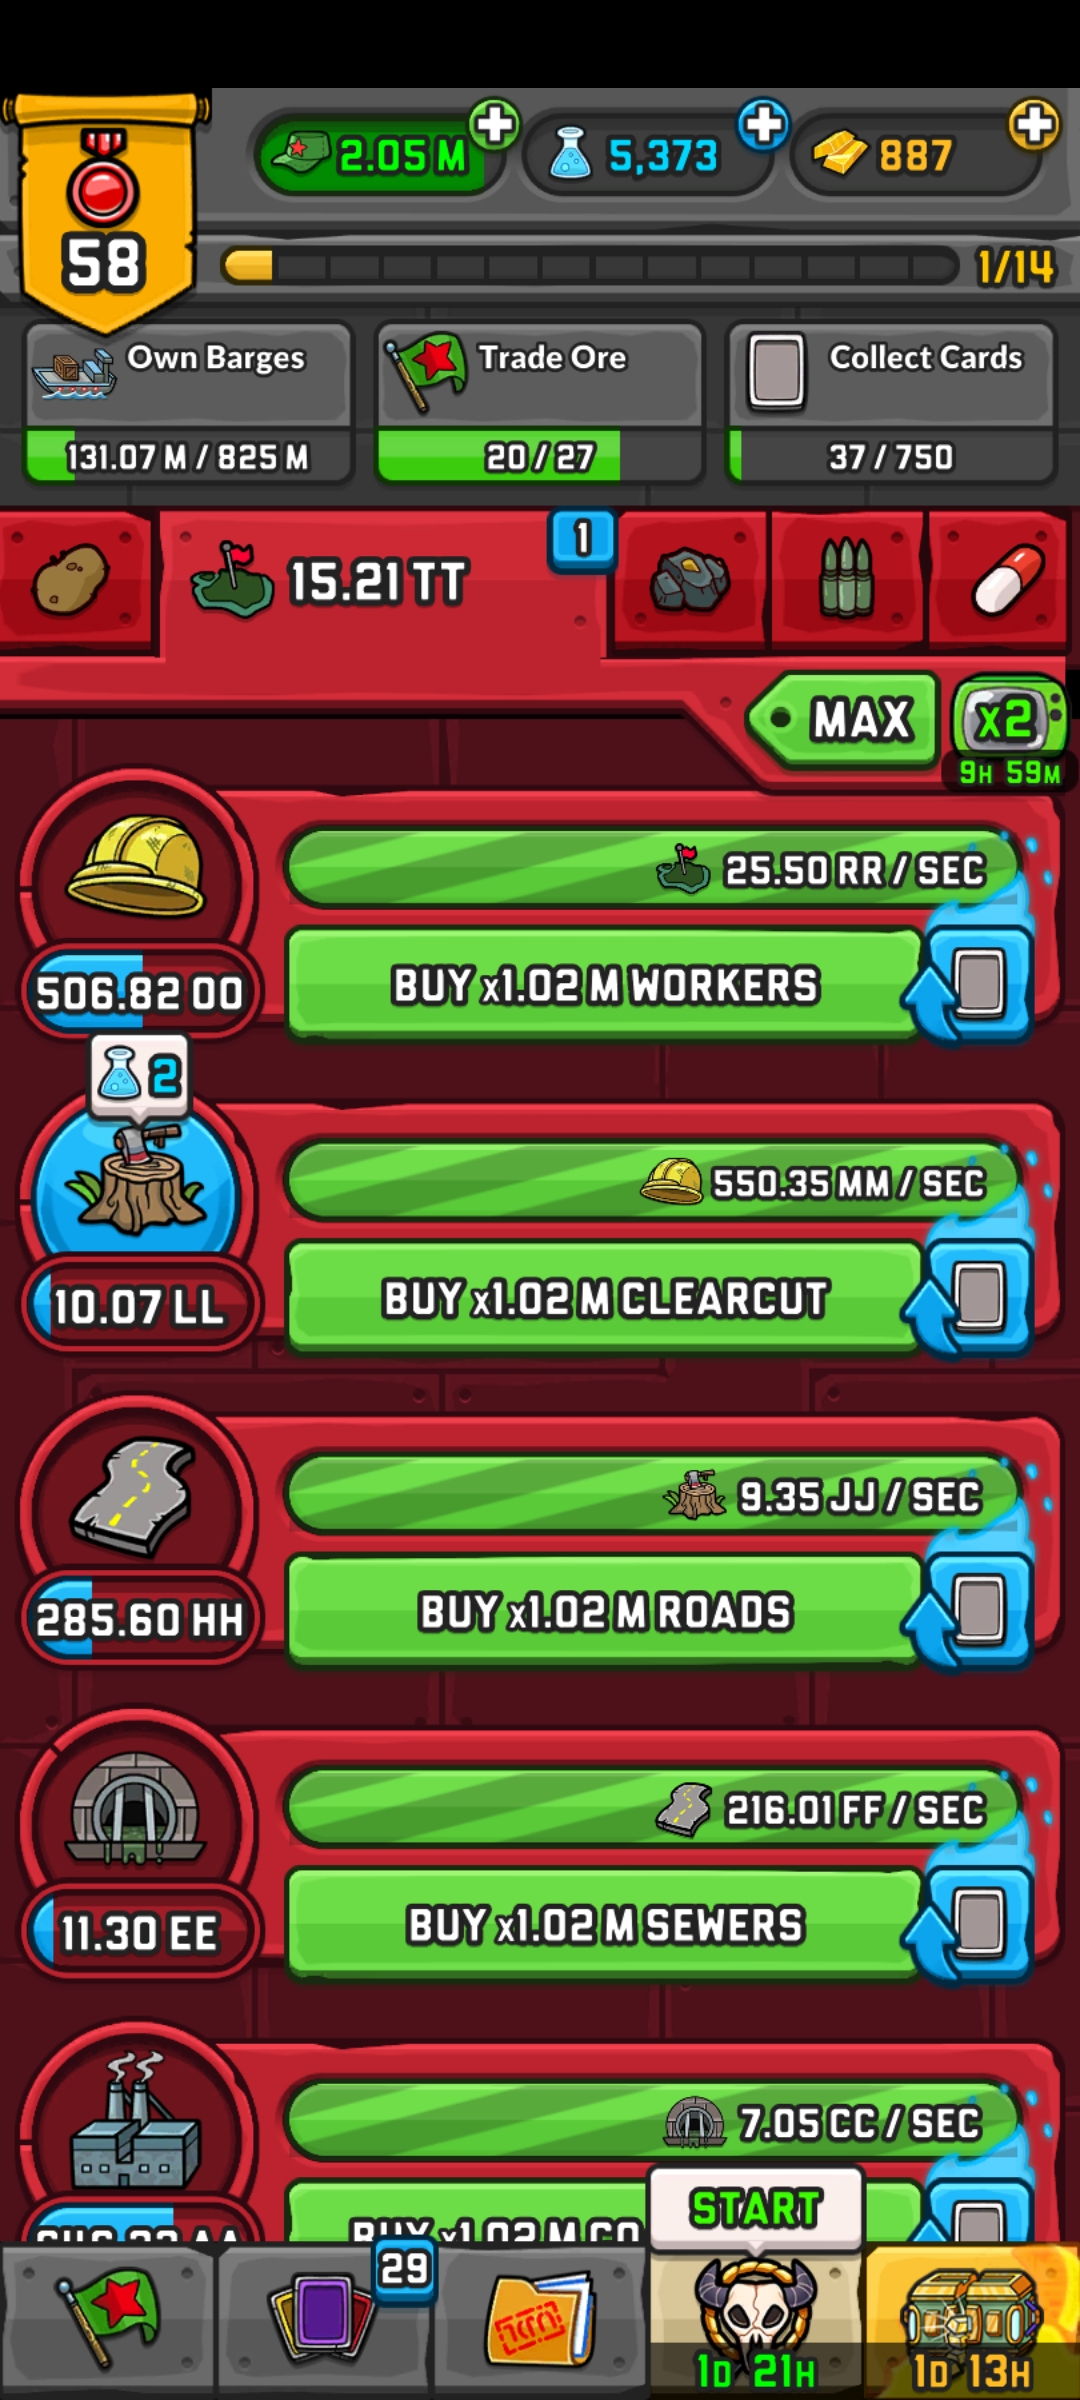 58
2.05 M
5,373
887
1/14
Own Barges
131.07 M / 825 M
Trade Ore
20 / 27
Collect Cards
37 / 750
15.21 TT
1
MAX
x2
9H 59M
25.50 RR / SEC
506.82 OO
BUY x1.02 M WORKERS
2
550.35 MM / SEC
10.07 LL
BUY x1.02 M CLEARCUT
9.35 JJ / SEC
285.60 HH
BUY x1.02 M ROADS
216.01 FF / SEC
11.30 EE
BUY x1.02 M SEWERS
7.05 CC / SEC
BUY x1.02 M CO
START
29
1D 21H
1D 13H